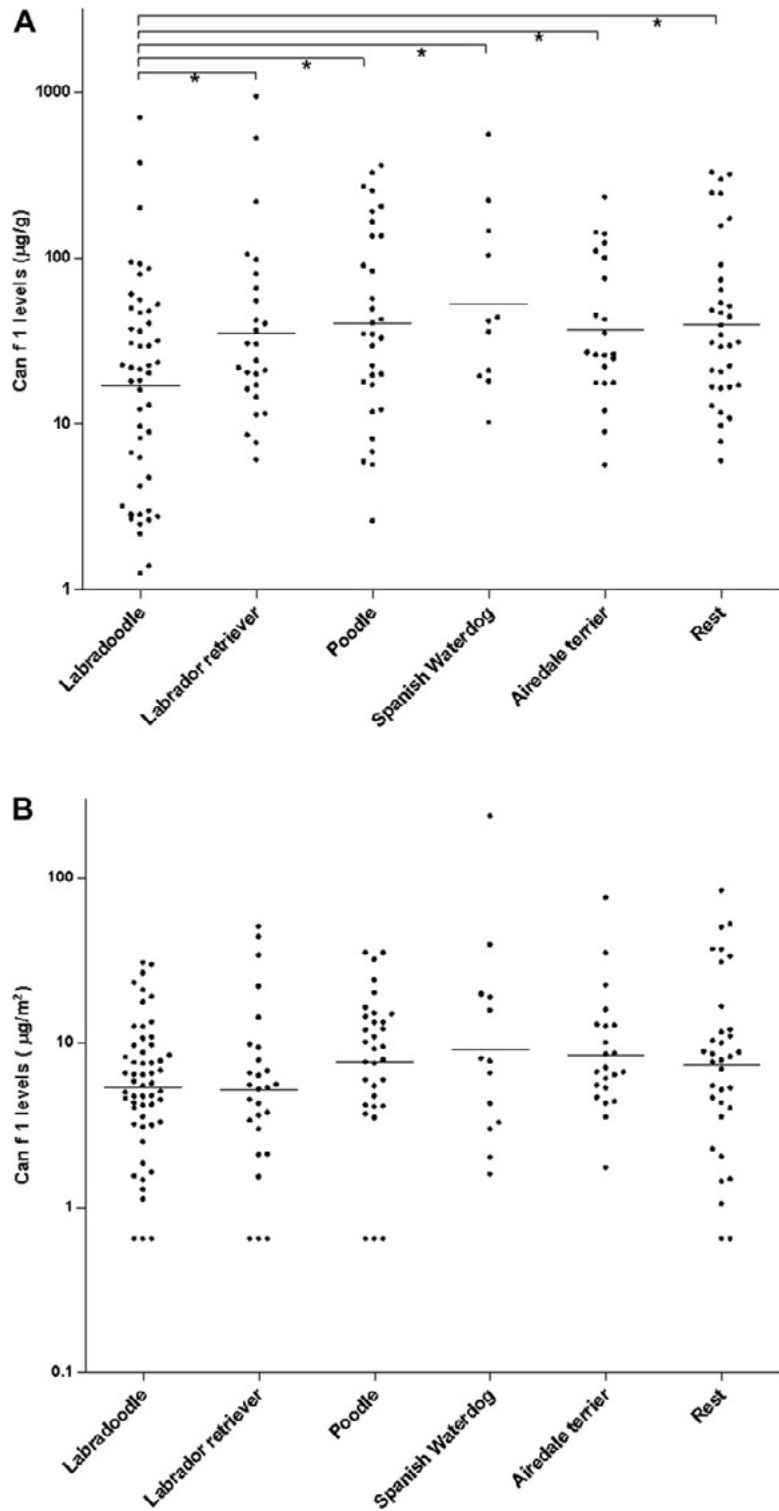 A
*
*
*
*
*
Can f 1 levels (µg/g)
1000
100
10
1
Labradoodle
Labrador retriever
Poodle
Spanish Waterdog
Airedale terrier
Rest
B
Can f 1 levels ( µg/m²)
100
10
1
0.1
Labradoodle
Labrador retriever
Poodle
Spanish Waterdog
Airedale terrier
Rest